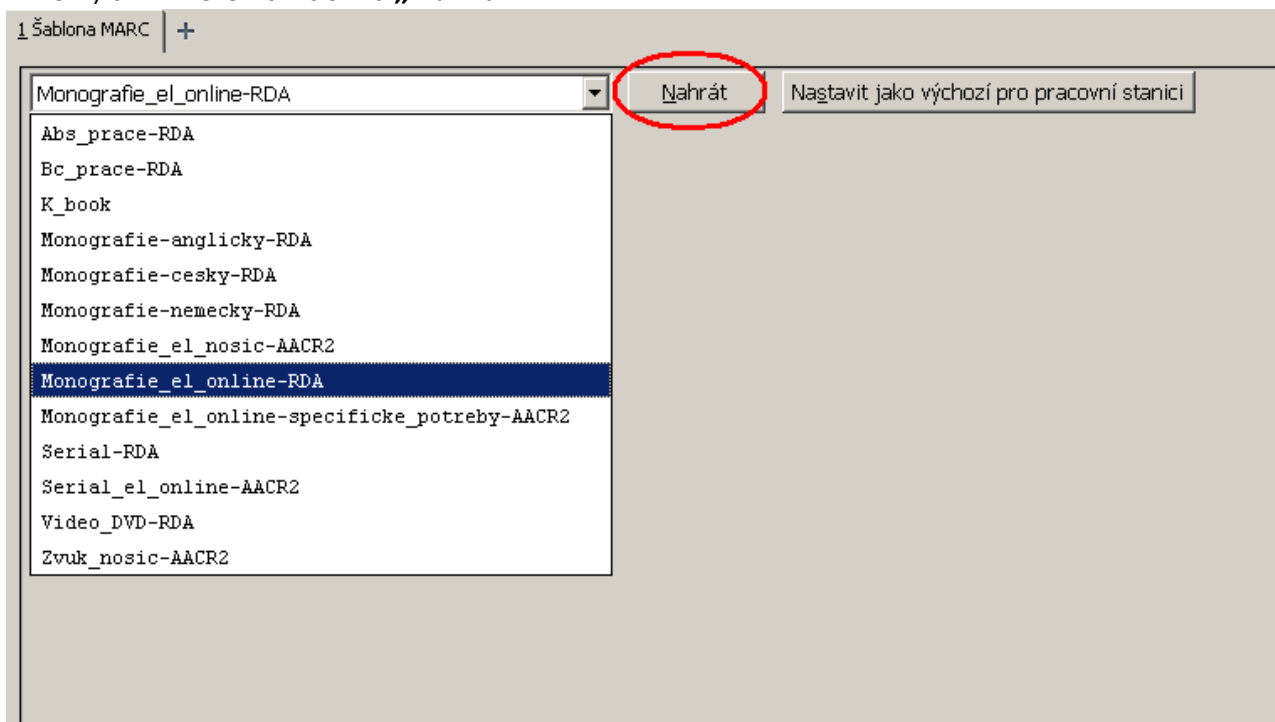 1 Šablona MARC +
Monografie_el_online-RDA Nahrát Nastavit jako výchozí pro pracovní stanici
Abs_prace-RDA
Bc_prace-RDA
K_book
Monografie-anglicky-RDA
Monografie-cesky-RDA
Monografie-nemecky-RDA
Monografie_el_nosic-AACR2
Monografie_el_online-RDA
Monografie_el_online-specificke_potreby-AACR2
Serial-RDA
Serial_el_online-AACR2
Video_DVD-RDA
Zvuk_nosic-AACR2